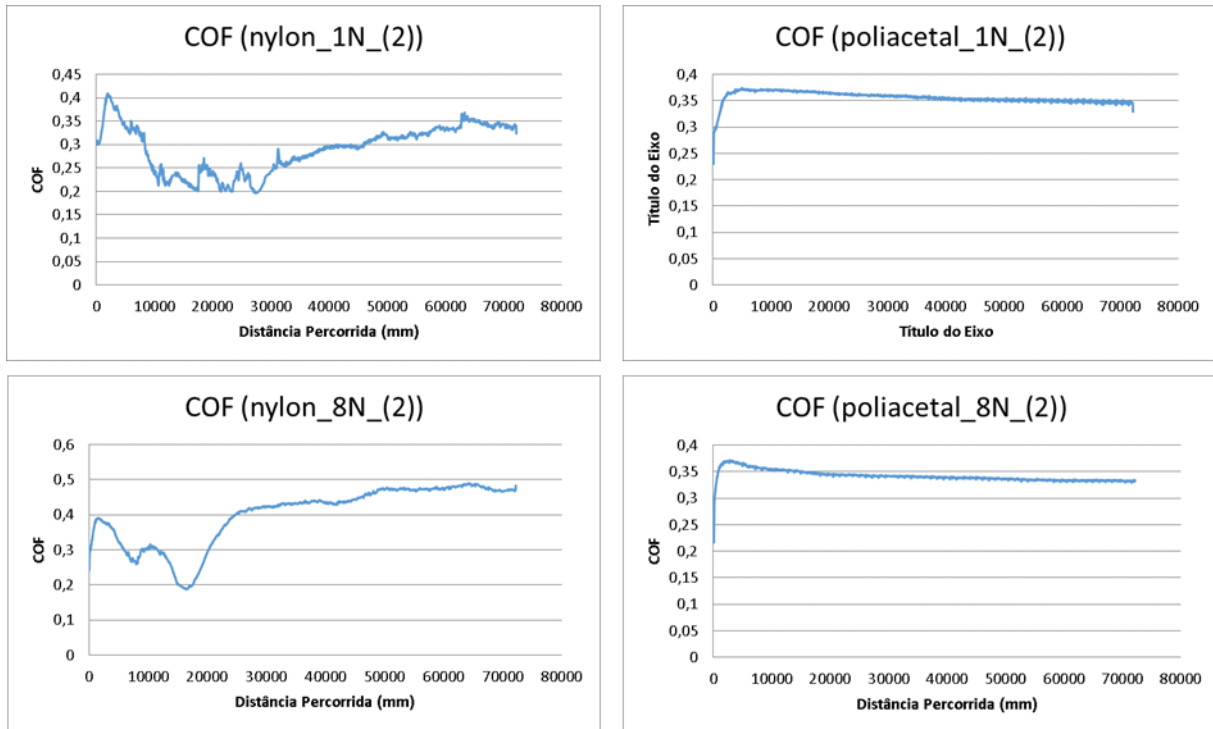 COF (nylon_1N_(2))
0,45
0,4
0,35
0,3
0,25
0,2
0,15
0,1
0,05
0
COF
0 10000 20000 30000 40000 50000 60000 70000 80000
Distância Percorrida (mm)
COF (poliacetal_1N_(2))
0,4
0,35
0,3
0,25
0,2
0,15
0,1
0,05
0
Título do Eixo
0 10000 20000 30000 40000 50000 60000 70000 80000
Título do Eixo
COF (nylon_8N_(2))
0,6
0,5
0,4
0,3
0,2
0,1
0
COF
0 10000 20000 30000 40000 50000 60000 70000 80000
Distância Percorrida (mm)
COF (poliacetal_8N_(2))
0,4
0,35
0,3
0,25
0,2
0,15
0,1
0,05
0
COF
0 10000 20000 30000 40000 50000 60000 70000 80000
Distância Percorrida (mm)